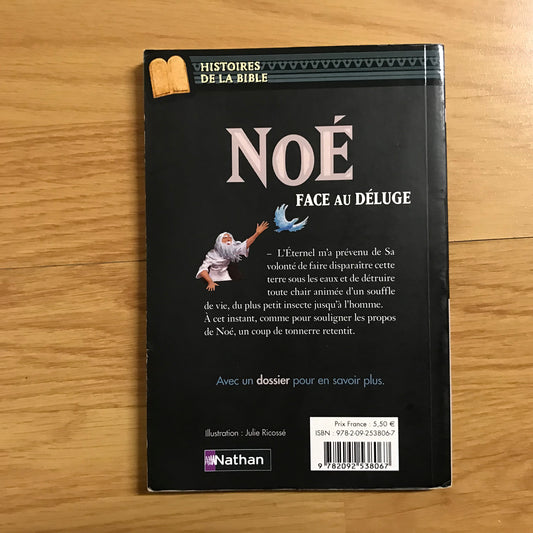 HISTOIRES
DE LA BIBLE
NOÉ
FACE AU DÉLUGE
– L'Éternel m'a prévenu de Sa
volonté de faire disparaître cette
terre sous les eaux et de détruire
toute chair animée d'un souffle
de vie, du plus petit insecte jusqu'à l'homme.
À cet instant, comme pour souligner les propos
de Noé, un coup de tonnerre retentit.
Avec un dossier pour en savoir plus.
Illustration : Julie Ricossé
Nathan
Prix France : 5,50 €
ISBN : 978-2-09-253806-7
9 782092 538067